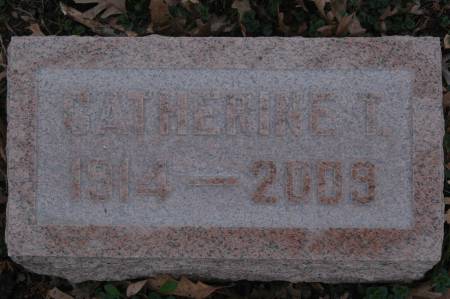 CATHERINE T.
1914 — 2009